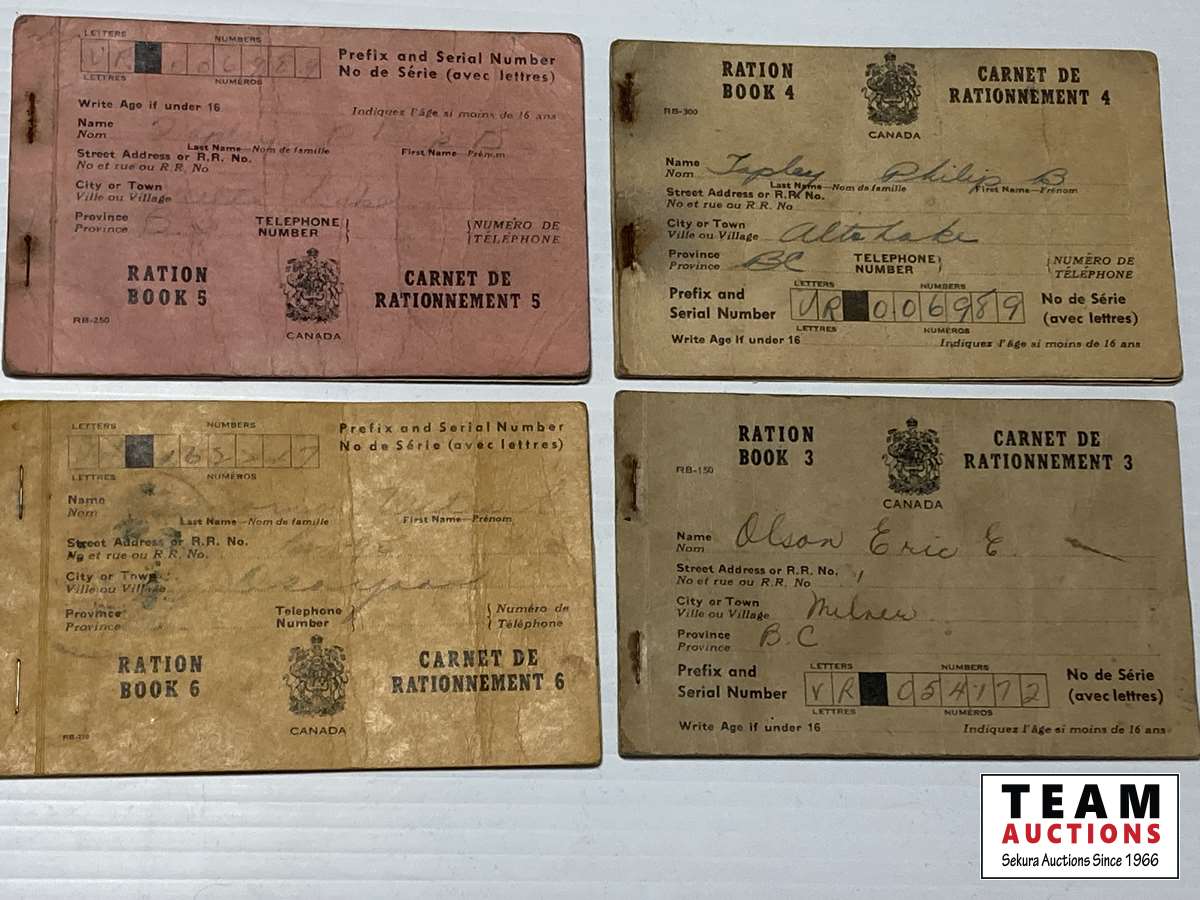 LETTERS NUMBERS
VR 006989
LETTRES NUMÉROS
Prefix and Serial Number
No de Série (avec lettres)
Write Age if under 16
Indiquez l'âge si moins de 16 ans
Name
Nom Tapley P B
Last Name—Nom de famille First Name—Prénom
Street Address or R.R. No.
No et rue ou R.R. No.
City or Town
Ville ou Village
Province
Province B.C
TELEPHONE NUMBER
NUMÉRO DE TÉLÉPHONE
RATION BOOK 5
CANADA
CARNET DE RATIONNEMENT 5
RB-250
RATION BOOK 4
CARNET DE RATIONNEMENT 4
RB-300
CANADA
Name
Nom Tapley Philip B
Last Name—Nom de famille First Name—Prénom
Street Address or R.R. No.
No et rue ou R.R. No
City or Town
Ville ou Village Alta Lake
Province
Province BC
TELEPHONE NUMBER
NUMÉRO DE TÉLÉPHONE
LETTERS NUMBERS
Prefix and Serial Number VR 006989
No de Série (avec lettres)
LETTRES NUMÉROS
Write Age If under 16
Indiquez l'âge si moins de 16 ans
LETTERS NUMBERS
LETTRES NUMÉROS
Prefix and Serial Number
No de Série (avec lettres)
Name
Nom
Last Name—Nom de famille First Name—Prénom
Street Address or R.R. No.
No et rue ou R.R. No.
City or Town
Ville ou Village
Province
Province
Telephone Number
Numéro de Téléphone
RATION BOOK 6
CANADA
CARNET DE RATIONNEMENT 6
RATION BOOK 3
CARNET DE RATIONNEMENT 3
RB-150
CANADA
Name
Nom Olson Eric E.
Street Address or R.R. No.
No et rue ou R.R. No
City or Town
Ville ou Village Milner
Province
Province B.C
LETTERS NUMBERS
Prefix and Serial Number VR 054172
No de Série (avec lettres)
LETTRES NUMÉROS
Write Age if under 16
Indiquez l'âge si moins de 16 ans
TEAM
AUCTIONS
Sekura Auctions Since 1966